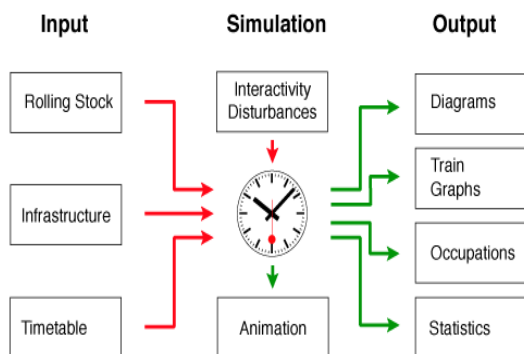 Input
Simulation
Output
Rolling Stock
Infrastructure
Timetable
Interactivity
Disturbances
Animation
Diagrams
Train
Graphs
Occupations
Statistics